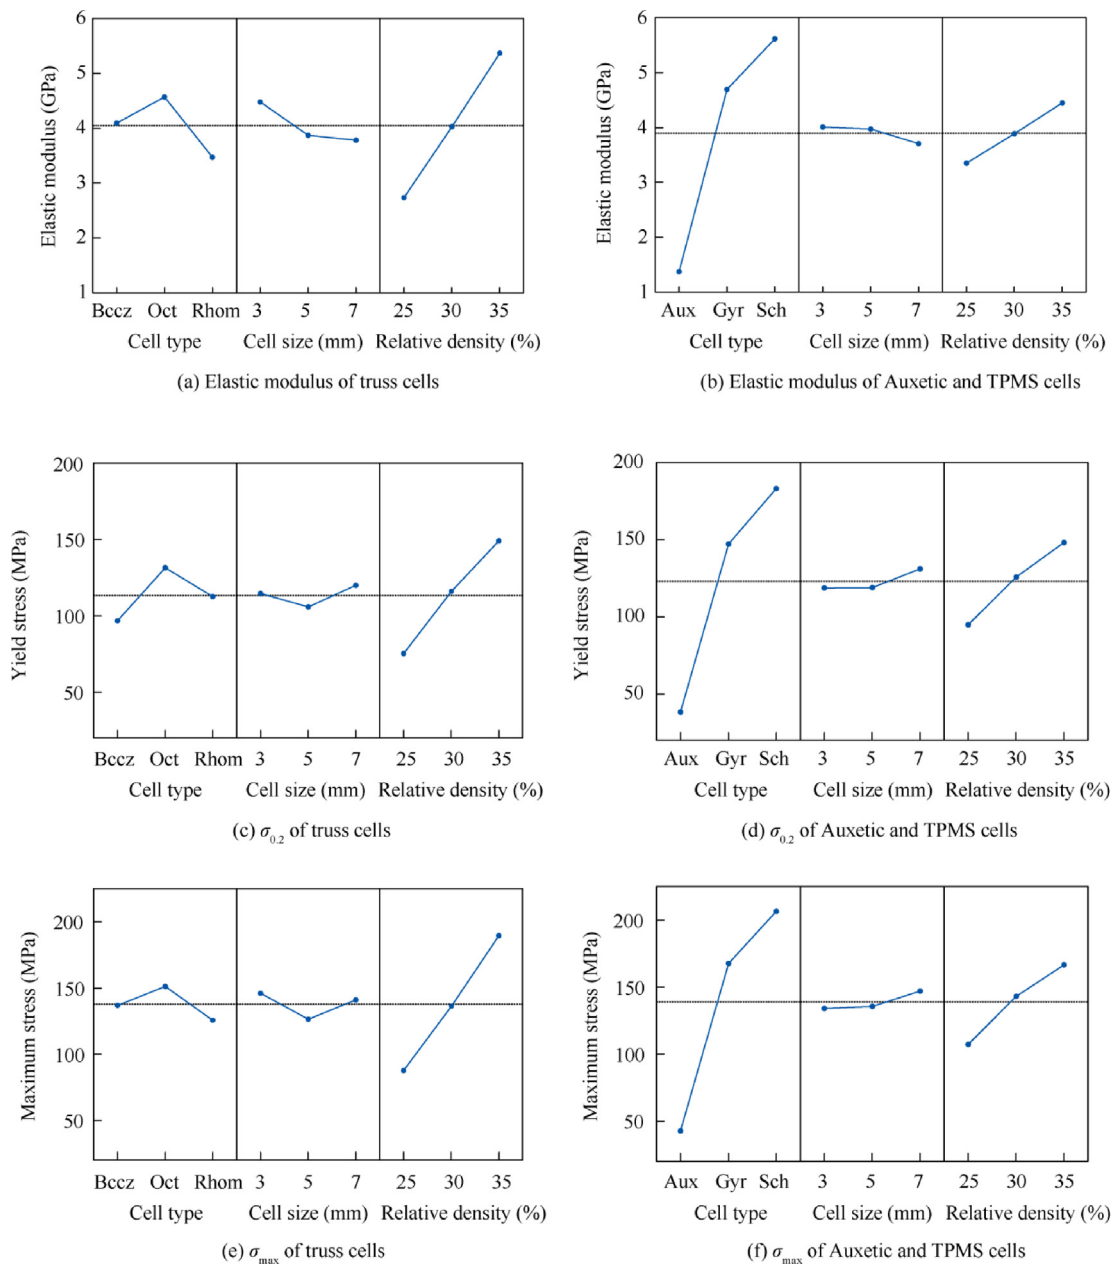 Elastic modulus (GPa)
6
5
4
3
2
1
Bccz Oct Rhom 3 5 7 25 30 35
Cell type Cell size (mm) Relative density (%)
(a) Elastic modulus of truss cells
Elastic modulus (GPa)
6
5
4
3
2
1
Aux Gyr Sch 3 5 7 25 30 35
Cell type Cell size (mm) Relative density (%)
(b) Elastic modulus of Auxetic and TPMS cells
Yield stress (MPa)
200
150
100
50
Bccz Oct Rhom 3 5 7 25 30 35
Cell type Cell size (mm) Relative density (%)
(c) σ0.2 of truss cells
Yield stress (MPa)
200
150
100
50
Aux Gyr Sch 3 5 7 25 30 35
Cell type Cell size (mm) Relative density (%)
(d) σ0.2 of Auxetic and TPMS cells
Maximum stress (MPa)
200
150
100
50
Bccz Oct Rhom 3 5 7 25 30 35
Cell type Cell size (mm) Relative density (%)
(e) σmax of truss cells
Maximum stress (MPa)
200
150
100
50
Aux Gyr Sch 3 5 7 25 30 35
Cell type Cell size (mm) Relative density (%)
(f) σmax of Auxetic and TPMS cells